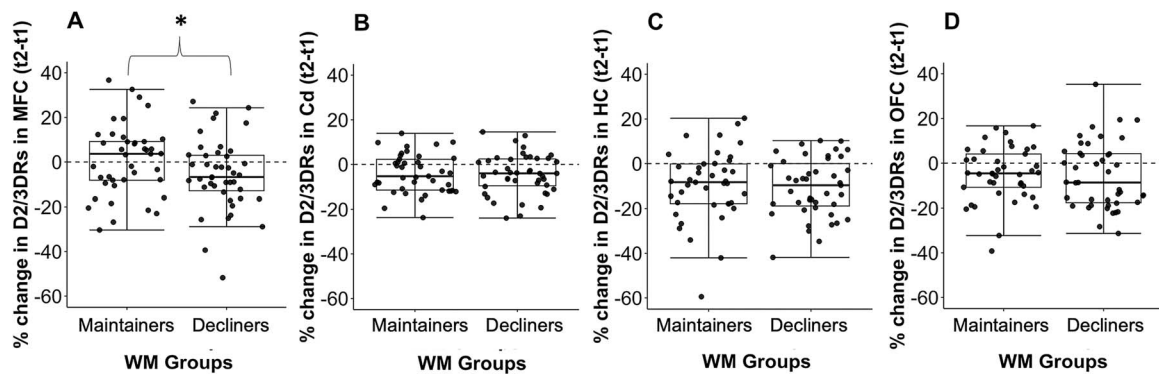 A
*
% change in D2/3DRs in MFC (t2-t1)
40
20
0
-20
-40
-60
Maintainers Decliners
WM Groups
B
% change in D2/3DRs in Cd (t2-t1)
40
20
0
-20
-40
-60
Maintainers Decliners
WM Groups
C
% change in D2/3DRs in HC (t2-t1)
40
20
0
-20
-40
-60
Maintainers Decliners
WM Groups
D
% change in D2/3DRs in OFC (t2-t1)
40
20
0
-20
-40
-60
Maintainers Decliners
WM Groups